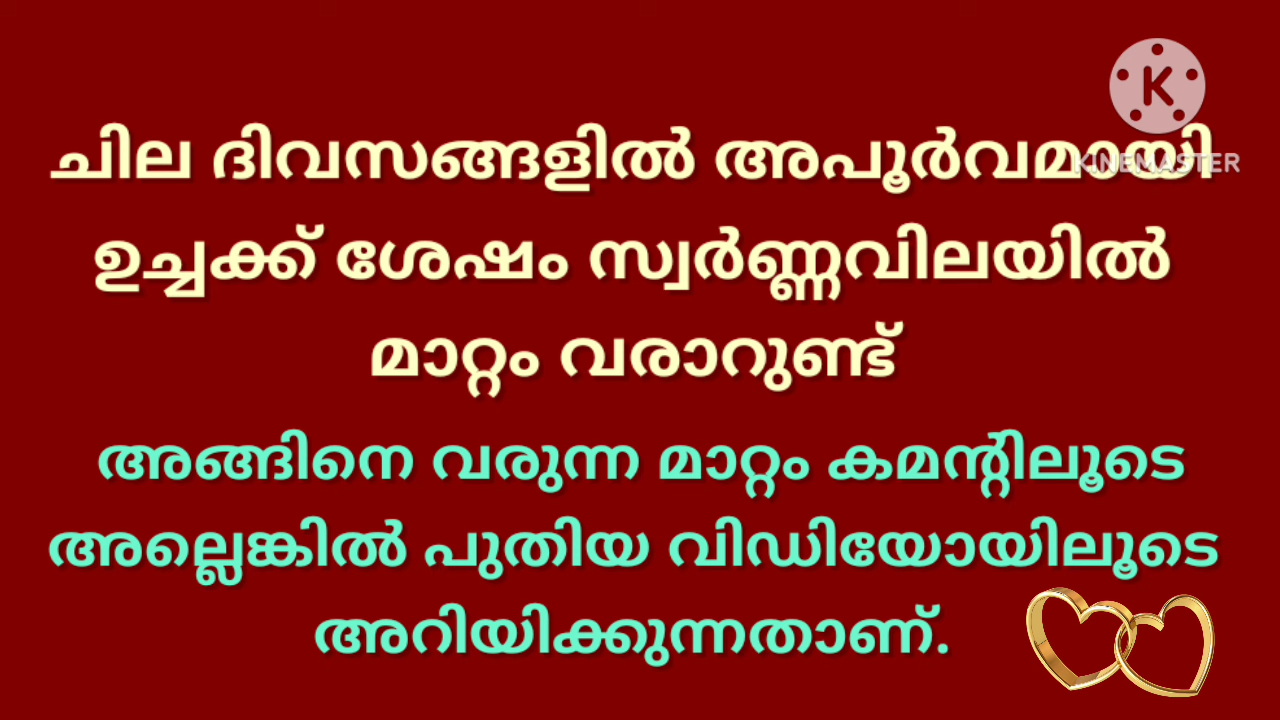 K
KINEMASTER
ചില ദിവസങ്ങളിൽ അപൂർവമായി
ഉച്ചക്ക് ശേഷം സ്വർണ്ണവിലയിൽ
മാറ്റം വരാറുണ്ട്
അങ്ങിനെ വരുന്ന മാറ്റം കമന്റിലൂടെ
അല്ലെങ്കിൽ പുതിയ വിഡിയോയിലൂടെ
അറിയിക്കുന്നതാണ്.